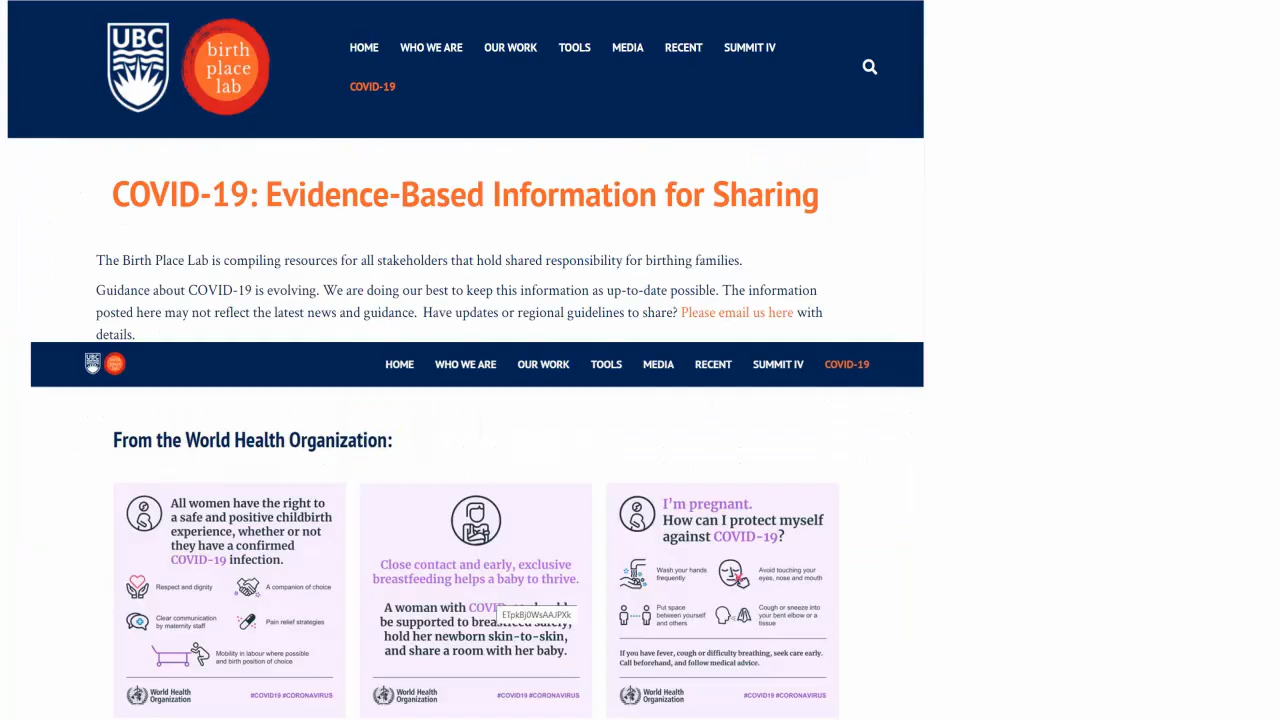 UBC
birth
place
lab
HOME WHO WE ARE OUR WORK TOOLS MEDIA RECENT SUMMIT IV
COVID-19
COVID-19: Evidence-Based Information for Sharing
The Birth Place Lab is compiling resources for all stakeholders that hold shared responsibility for birthing families.
Guidance about COVID-19 is evolving. We are doing our best to keep this information as up-to-date possible. The information
posted here may not reflect the latest news and guidance. Have updates or regional guidelines to share? Please email us here with
details.
UBC
HOME WHO WE ARE OUR WORK TOOLS MEDIA RECENT SUMMIT IV COVID-19
From the World Health Organization:
All women have the right to
a safe and positive childbirth
experience, whether or not
they have a confirmed
COVID-19 infection.
Respect and dignity
A companion of choice
Clear communication
by maternity staff
Pain relief strategies
Mobility in labour where possible
and birth position of choice
World Health
Organization
#COVID19 #CORONAVIRUS
Close contact and early, exclusive
breastfeeding helps a baby to thrive.
A woman with
be supported to
hold her newborn skin-to-skin,
and share a room with her baby.
ETpkBj0WsAAJPXk
World Health
Organization
#COVID19 #CORONAVIRUS
I'm pregnant.
How can I protect myself
against COVID-19?
Wash your hands
frequently
Avoid touching your
eyes, nose and mouth
Put space
between yourself
and others
Cough or sneeze into
your bent elbow or a
tissue
If you have fever, cough or difficulty breathing, seek care early.
Call beforehand, and follow medical advice.
World Health
Organization
#COVID19 #CORONAVIRUS